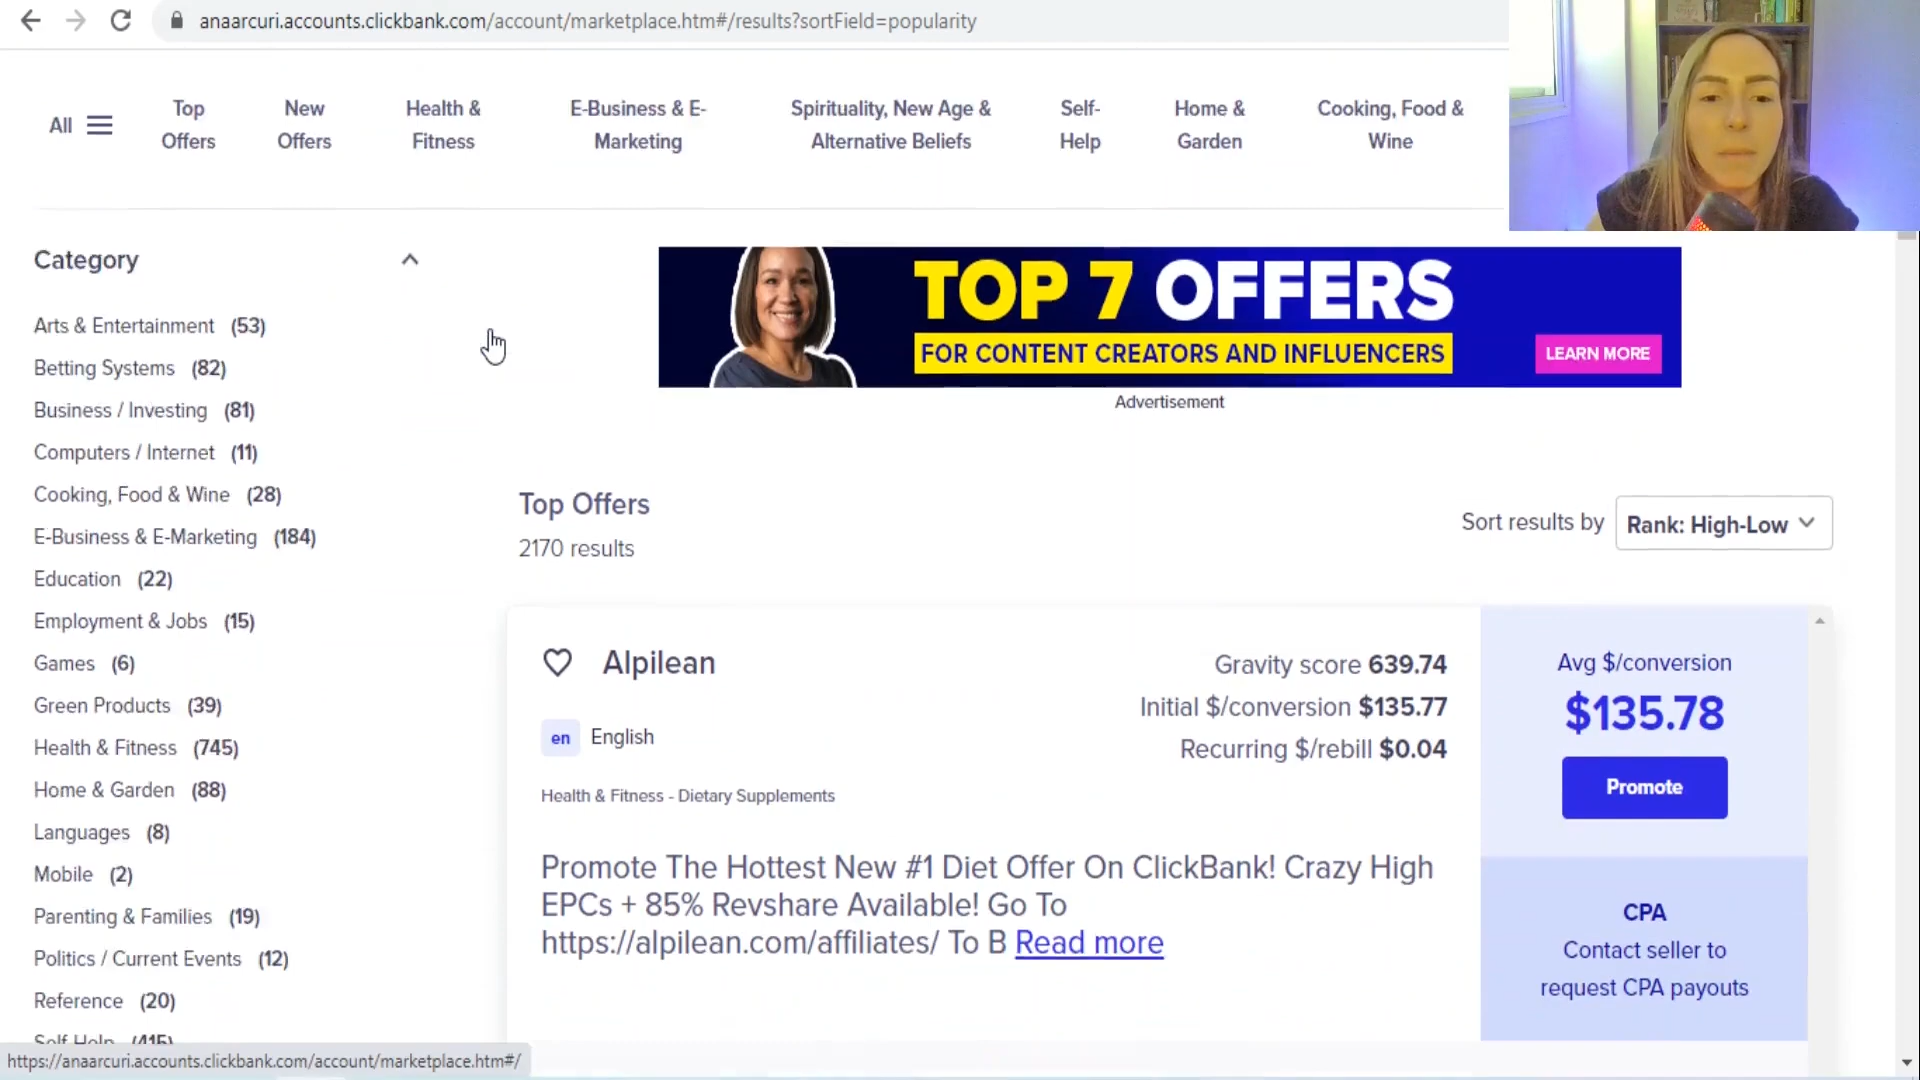 anaarcuri.accounts.clickbank.com/account/marketplace.htm#/results?sortField=popularity
All
Top
Offers
New
Offers
Health &
Fitness
E-Business & E-
Marketing
Spirituality, New Age &
Alternative Beliefs
Self-
Help
Home &
Garden
Cooking, Food &
Wine
Category
Arts & Entertainment (53)
Betting Systems (82)
Business / Investing (81)
Computers / Internet (11)
Cooking, Food & Wine (28)
E-Business & E-Marketing (184)
Education (22)
Employment & Jobs (15)
Games (6)
Green Products (39)
Health & Fitness (745)
Home & Garden (88)
Languages (8)
Mobile (2)
Parenting & Families (19)
Politics / Current Events (12)
Reference (20)
Self-Help (415)
https://anaarcuri.accounts.clickbank.com/account/marketplace.htm#/
TOP 7 OFFERS
FOR CONTENT CREATORS AND INFLUENCERS
LEARN MORE
Advertisement
Top Offers
2170 results
Sort results by Rank: High-Low
Alpilean
en English
Health & Fitness - Dietary Supplements
Gravity score 639.74
Initial $/conversion $135.77
Recurring $/rebill $0.04
Promote The Hottest New #1 Diet Offer On ClickBank! Crazy High
EPCs + 85% Revshare Available! Go To
https://alpilean.com/affiliates/ To B Read more
Avg $/conversion
$135.78
Promote
CPA
Contact seller to
request CPA payouts